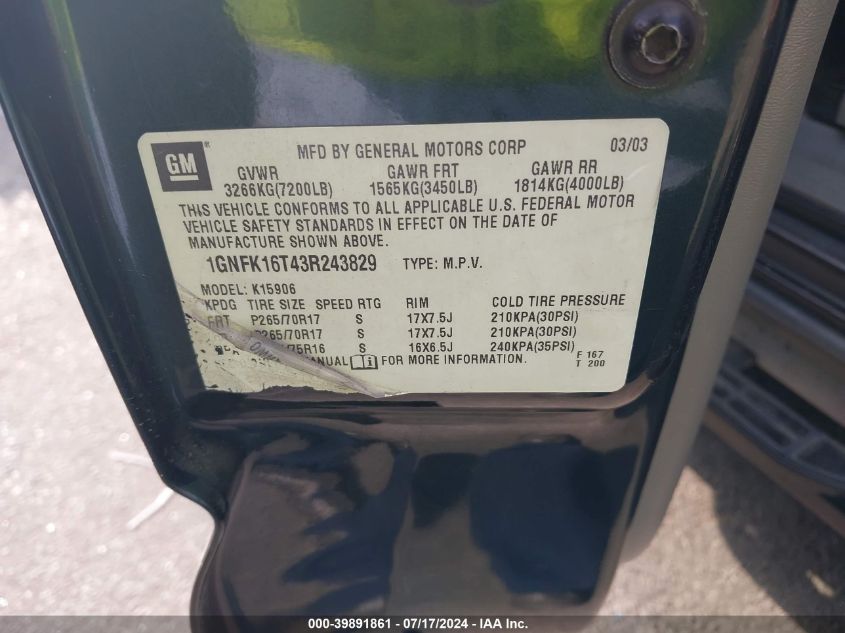 GM
®
MFD BY GENERAL MOTORS CORP 03/03
GVWR GAWR FRT GAWR RR
3266KG(7200LB) 1565KG(3450LB) 1814KG(4000LB)
THIS VEHICLE CONFORMS TO ALL APPLICABLE U.S. FEDERAL MOTOR
VEHICLE SAFETY STANDARDS IN EFFECT ON THE DATE OF
MANUFACTURE SHOWN ABOVE.
1GNFK16T43R243829 TYPE: M.P.V.
MODEL: K15906
KPDG TIRE SIZE SPEED RTG RIM COLD TIRE PRESSURE
FRT P265/70R17 S 17X7.5J 210KPA(30PSI)
P265/70R17 S 17X7.5J 210KPA(30PSI)
/75R16 S 16X6.5J 240KPA(35PSI)
MANUAL i FOR MORE INFORMATION.
F 167
T 200
000-39891861 - 07/17/2024 - IAA Inc.